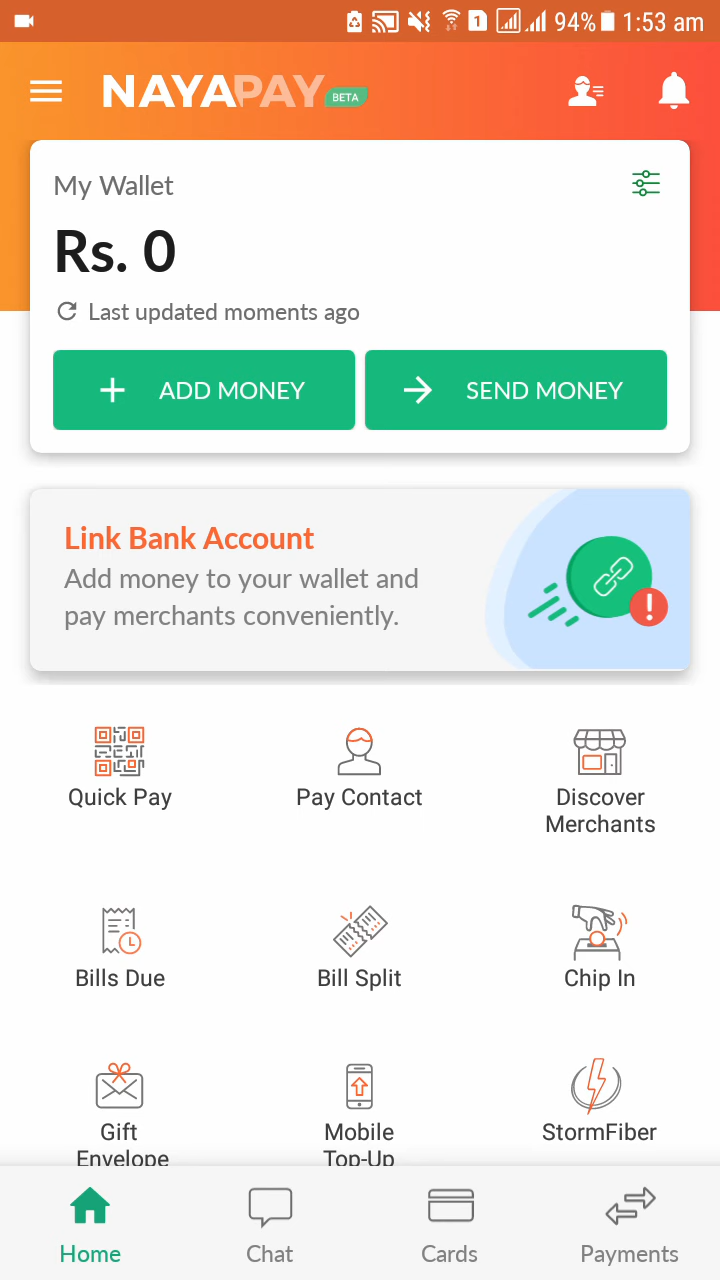 1 94% 1:53 am
NAYAPAY BETA
My Wallet
Rs. 0
Last updated moments ago
ADD MONEY SEND MONEY
Link Bank Account
Add money to your wallet and
pay merchants conveniently.
Quick Pay Pay Contact Discover
Merchants
Bills Due Bill Split Chip In
Gift Mobile StormFiber
Envelope Top-Up
Home Chat Cards Payments